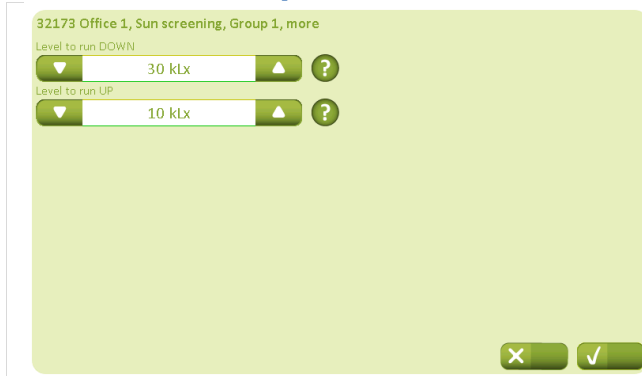 32173 Office 1, Sun screening, Group 1, more
Level to run DOWN
30 kLx
?
Level to run UP
10 kLx
?